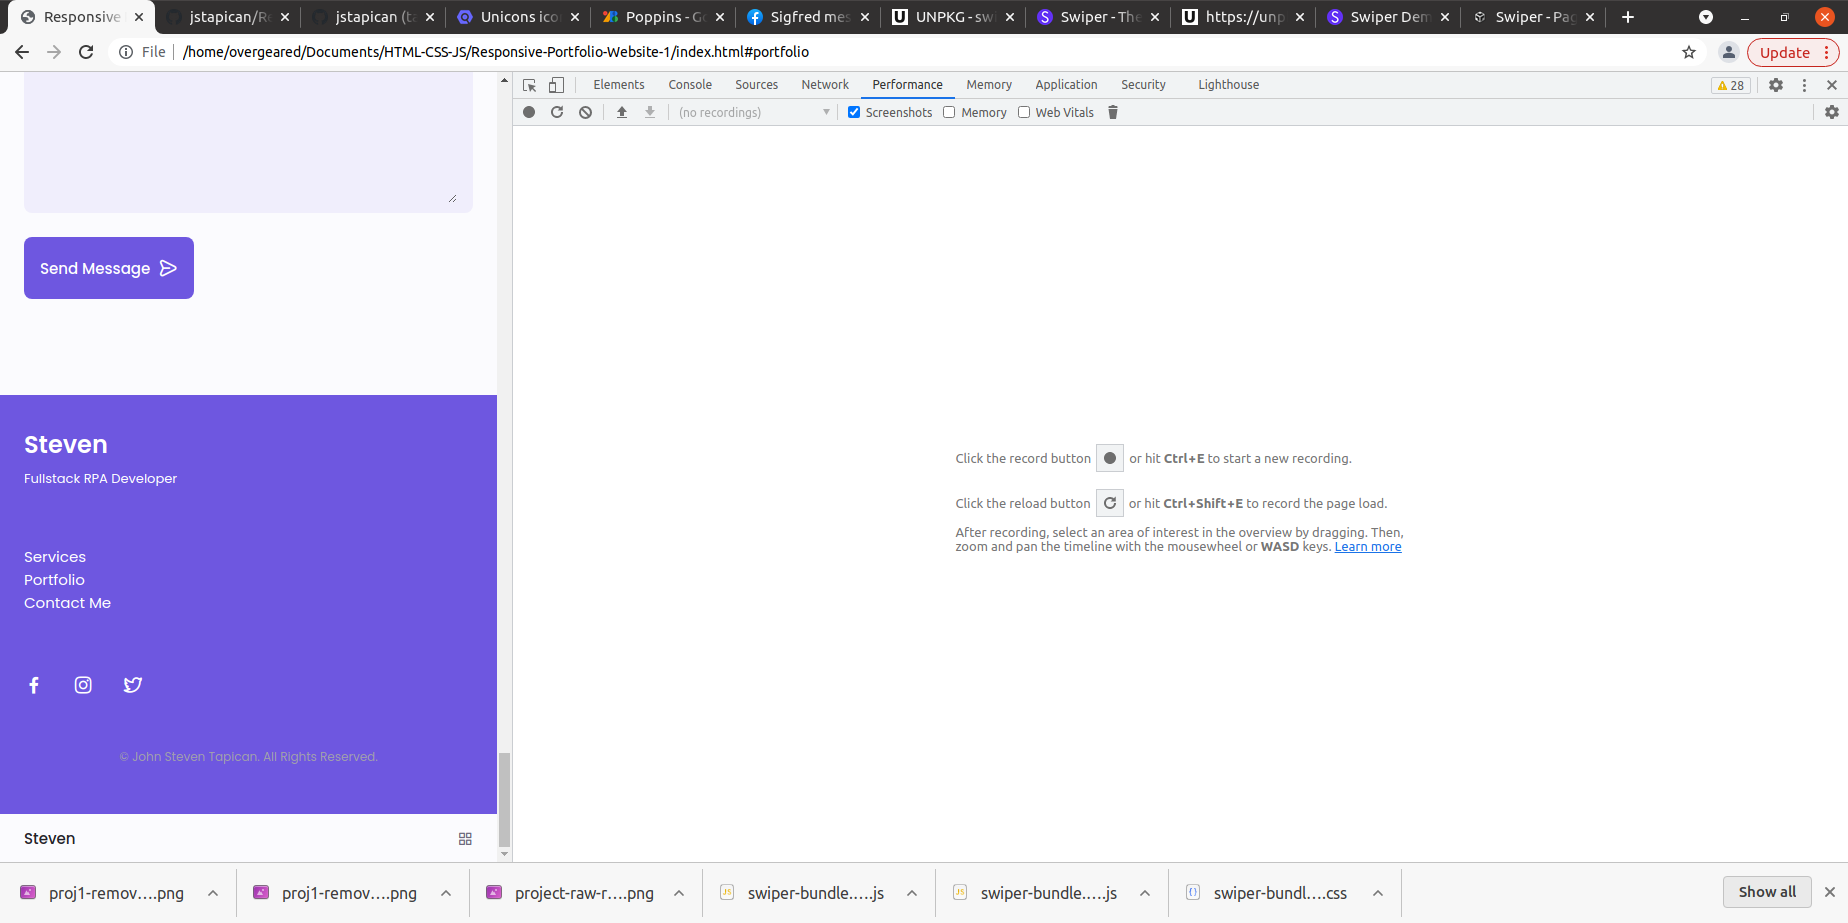 Responsive
jstapican/Re
jstapican (ta
Unicons ico
Poppins - Go
Sigfred mes
UNPKG - swi
Swiper - The
https://unp
Swiper Dem
Swiper - Pag
File
/home/overgeared/Documents/HTML-CSS-JS/Responsive-Portfolio-Website-1/index.html#portfolio
Update
Elements Console Sources Network Performance Memory Application Security Lighthouse
28
(no recordings) Screenshots Memory Web Vitals
Send Message
Click the record button or hit Ctrl+E to start a new recording.
Click the reload button or hit Ctrl+Shift+E to record the page load.
After recording, select an area of interest in the overview by dragging. Then,
zoom and pan the timeline with the mousewheel or WASD keys. Learn more
Steven
Fullstack RPA Developer
Services
Portfolio
Contact Me
© John Steven Tapican. All Rights Reserved.
Steven
proj1-remov....png
proj1-remov....png
project-raw-r....png
swiper-bundle.....js
swiper-bundle.....js
swiper-bundl....css
Show all